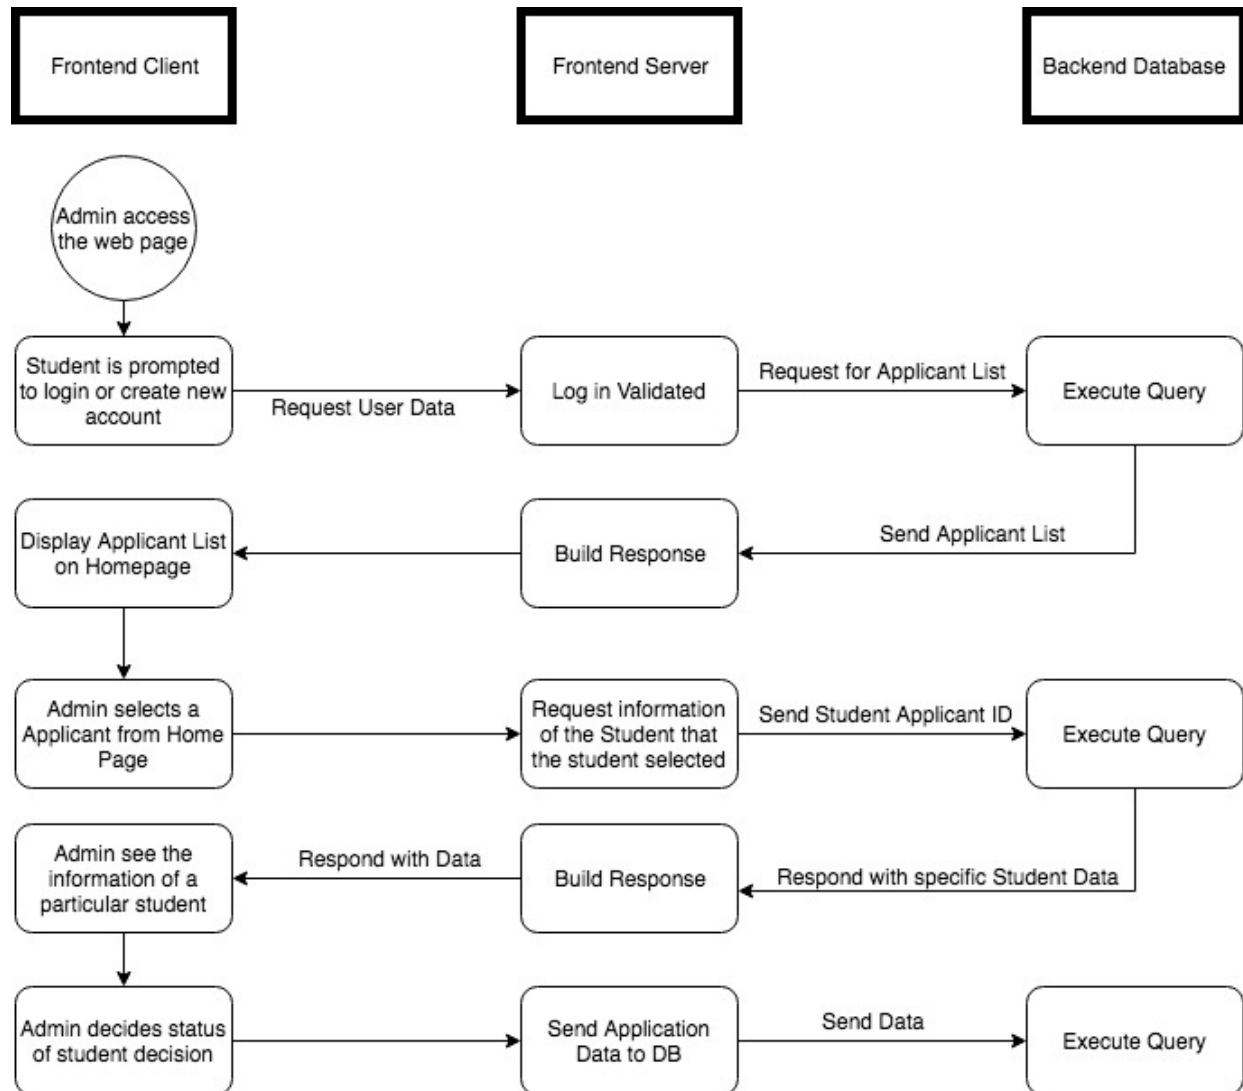 Frontend Client
Frontend Server
Backend Database
Admin access
the web page
Student is prompted
to login or create new
account
Request User Data
Log in Validated
Request for Applicant List
Execute Query
Send Applicant List
Build Response
Display Applicant List
on Homepage
Admin selects a
Applicant from Home
Page
Request information
of the Student that
the student selected
Send Student Applicant ID
Execute Query
Respond with specific Student Data
Build Response
Respond with Data
Admin see the
information of a
particular student
Admin decides status
of student decision
Send Application
Data to DB
Send Data
Execute Query